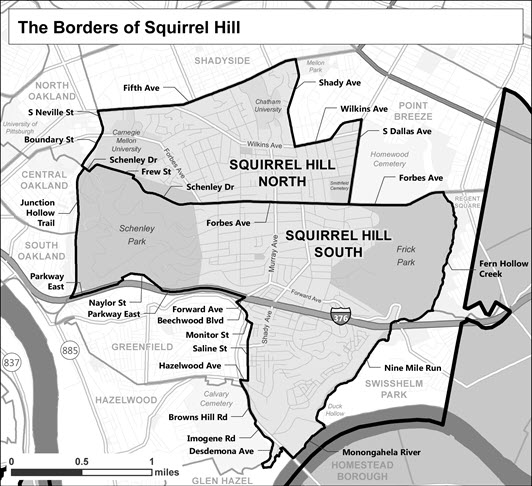 The Borders of Squirrel Hill
SHADYSIDE
Mellon
Park
Fifth Ave
Shady Ave
NORTH
OAKLAND
Chatham
University
Wilkins Ave
S Neville St
POINT
BREEZE
University of
Pittsburgh
Carnegie
Mellon
University
S Dallas Ave
Boundary St
Forbes Ave
Wilkins Ave
Homewood
Cemetery
Schenley Dr
SQUIRREL HILL
NORTH
CENTRAL
OAKLAND
Frew St
Smithfield
Cemetery
Schenley Dr
Forbes Ave
Junction
Hollow
Trail
REGENT
SQUARE
Forbes Ave
SQUIRREL HILL
SOUTH
Schenley
Park
Murray Ave
Frick
Park
SOUTH
OAKLAND
Fern Hollow
Creek
Parkway
East
Naylor St
Forward Ave
Parkway East
Forward Ave
Beechwood Blvd
376
Monitor St
Shady Ave
GREENFIELD
Saline St
885
837
Hazelwood Ave
Nine Mile Run
SWISSHELM
PARK
HAZELWOOD
Calvary
Cemetery
Duck
Hollow
Browns Hill Rd
Imogene Rd
Desdemona Ave
Monongahela River
HOMESTEAD
BOROUGH
GLEN HAZEL
0 0.5 1
miles